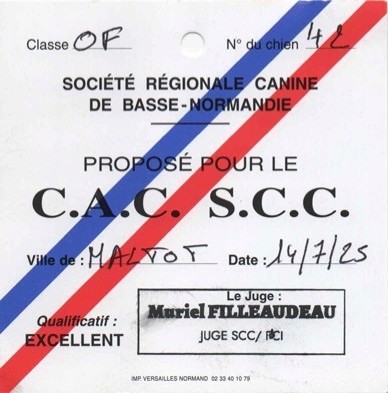 Classe OF N° du chien 42
SOCIÉTÉ RÉGIONALE CANINE
DE BASSE-NORMANDIE
PROPOSÉ POUR LE
C.A.C. S.C.C.
Ville de : MALTOT Date : 14/7/25
Le Juge :
Muriel FILLEAUDEAU
JUGE SCC/ FCI
Qualificatif :
EXCELLENT
IMP. VERSAILLES NORMAND 02 33 40 10 79